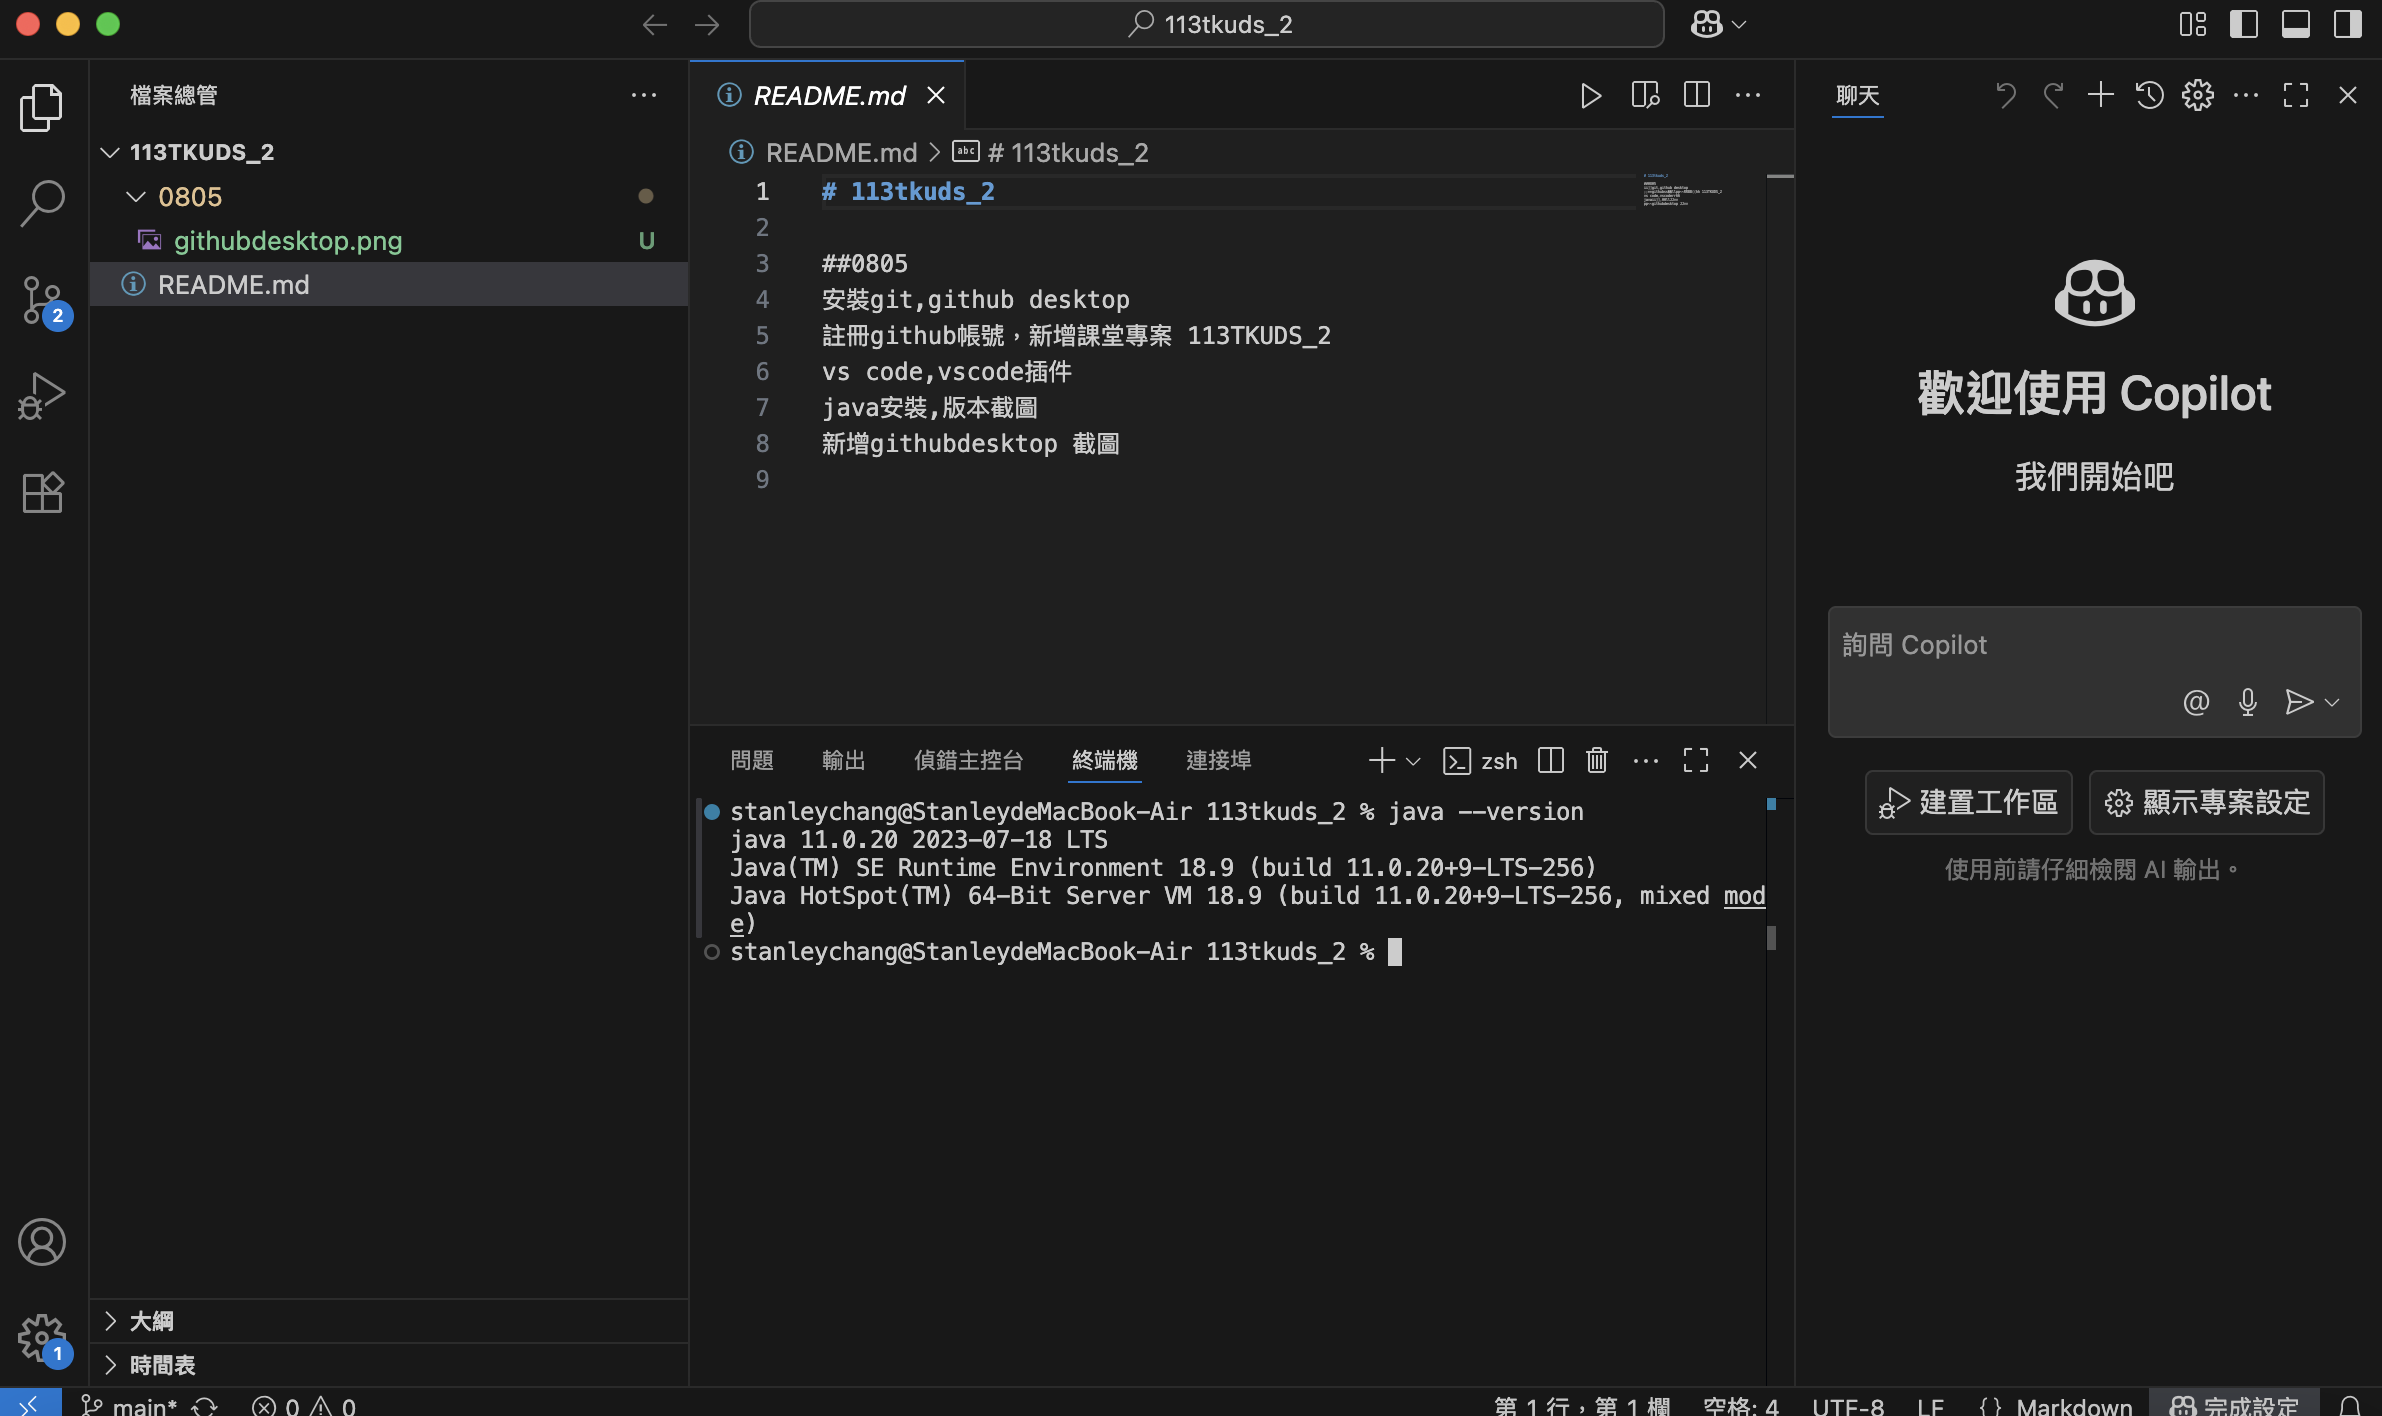 113tkuds_2
檔案總管
113TKUDS_2
0805
githubdesktop.png U
README.md
2
1
大綱
時間表
README.md
README.md > # 113tkuds_2
1 # 113tkuds_2
2
3 ##0805
4 安裝git,github desktop
5 註冊github帳號，新增課堂專案 113TKUDS_2
6 vs code,vscode插件
7 java安裝,版本截圖
8 新增githubdesktop 截圖
9
問題 輸出 偵錯主控台 終端機 連接埠 zsh
stanleychang@StanleydeMacBook-Air 113tkuds_2 % java --version
java 11.0.20 2023-07-18 LTS
Java(TM) SE Runtime Environment 18.9 (build 11.0.20+9-LTS-256)
Java HotSpot(TM) 64-Bit Server VM 18.9 (build 11.0.20+9-LTS-256, mixed mod
e)
stanleychang@StanleydeMacBook-Air 113tkuds_2 %
聊天
歡迎使用 Copilot
我們開始吧
詢問 Copilot
建置工作區 顯示專案設定
使用前請仔細檢閱 AI 輸出。
main* 0 0 第 1 行，第 1 欄 空格: 4 UTF-8 LF {} Markdown 完成設定